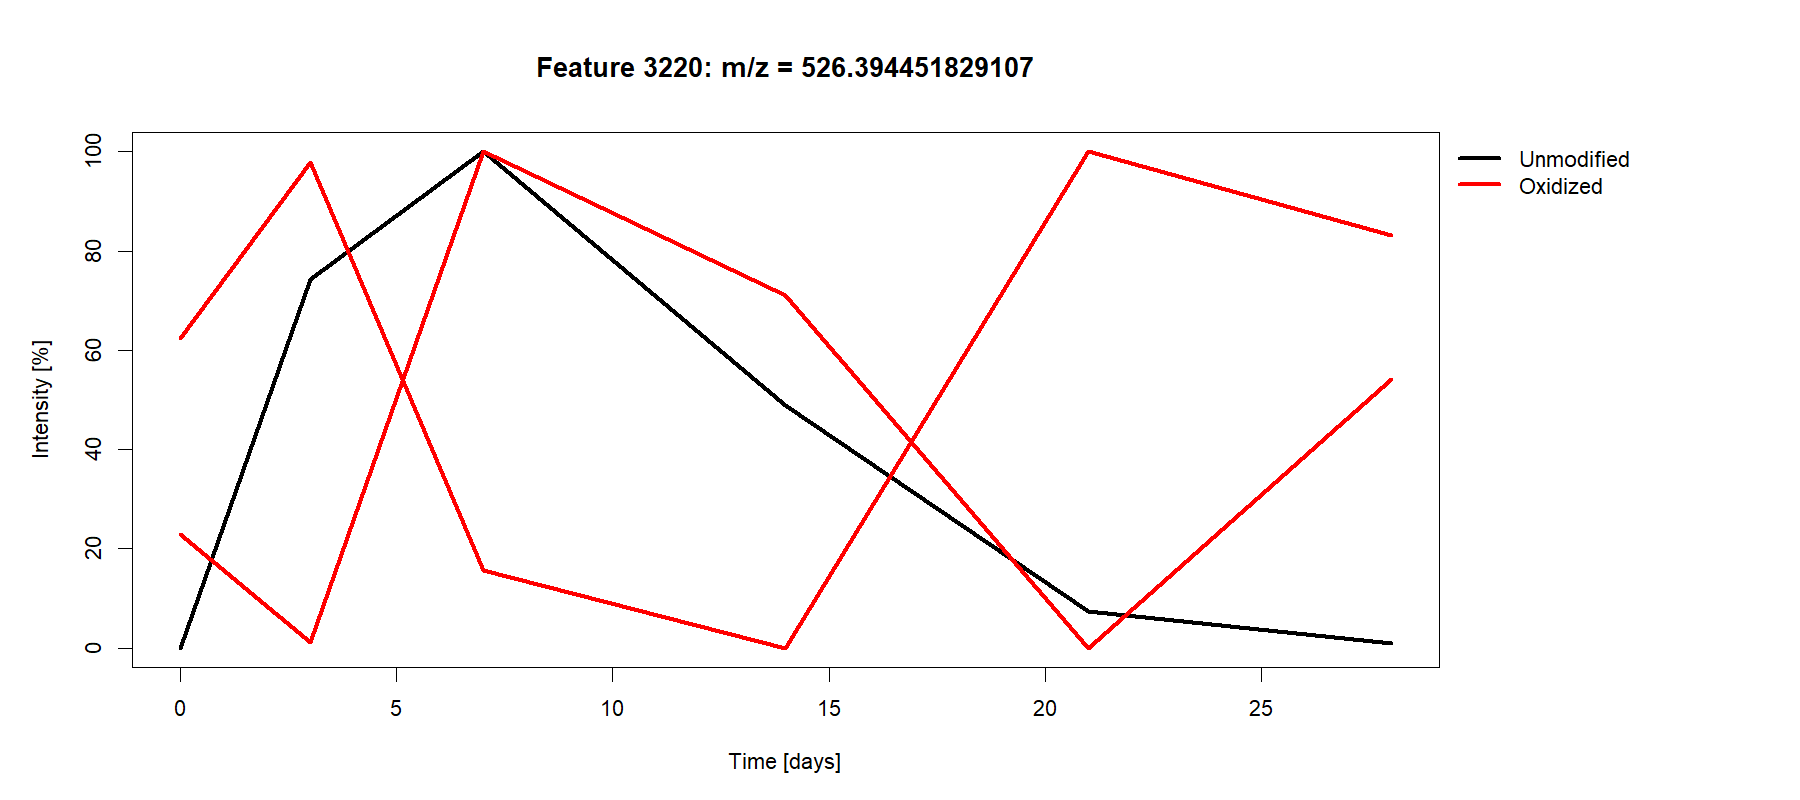 Feature 3220: m/z = 526.394451829107
Unmodified
Oxidized
Intensity [%]
100
80
60
40
20
0
0 5 10 15 20 25
Time [days]